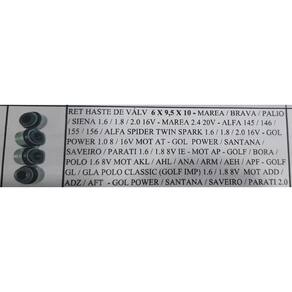 RET HASTE DE VÁLV 6 X 9,5 X 10 - MAREA / BRAVA / PALIO
/ SIENA 1.6 / 1.8 / 2.0 16V - MAREA 2.4 20V - ALFA 145 / 146 /
155 / 156 / ALFA SPIDER TWIN SPARK 1.6 / 1.8 / 2.0 16V - GOL
POWER 1.0 8 / 16V MOT AT - GOL POWER / SANTANA /
SAVEIRO / PARATI 1.6 / 1.8 8V IE - MOT AP - GOLF / BORA /
POLO 1.6 8V MOT AKL / AHL / ANA / ARM / AEH / APF - GOLF
GL / GLA POLO CLASSIC (GOLF IMP) 1.6 / 1.8 8V MOT ADD /
ADZ / AFT - GOL POWER / SANTANA / SAVEIRO / PARATI 2.0